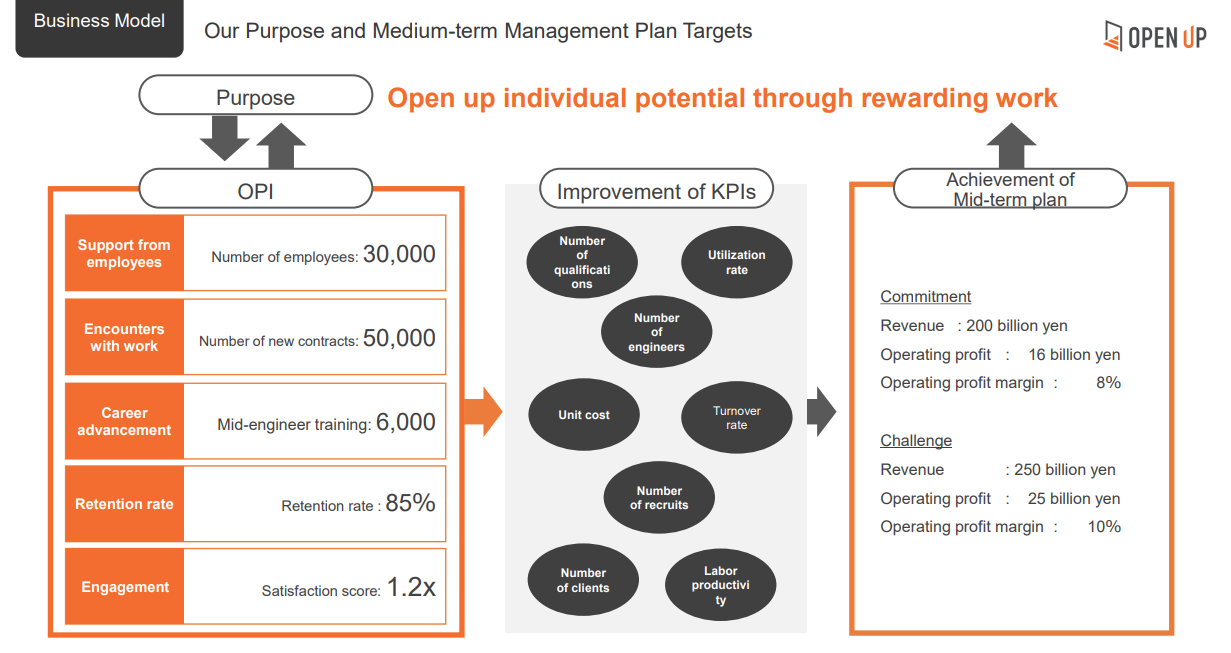 Business Model
Our Purpose and Medium-term Management Plan Targets
OPEN UP
Purpose
Open up individual potential through rewarding work
OPI
Support from
employees
Number of employees: 30,000
Encounters
with work
Number of new contracts: 50,000
Career
advancement
Mid-engineer training: 6,000
Retention rate
Retention rate : 85%
Engagement
Satisfaction score: 1.2x
Improvement of KPIs
Number
of
qualificati
ons
Utilization
rate
Number
of
engineers
Unit cost
Turnover
rate
Number
of recruits
Number
of clients
Labor
productivi
ty
Achievement of
Mid-term plan
Commitment
Revenue : 200 billion yen
Operating profit : 16 billion yen
Operating profit margin : 8%
Challenge
Revenue : 250 billion yen
Operating profit : 25 billion yen
Operating profit margin : 10%